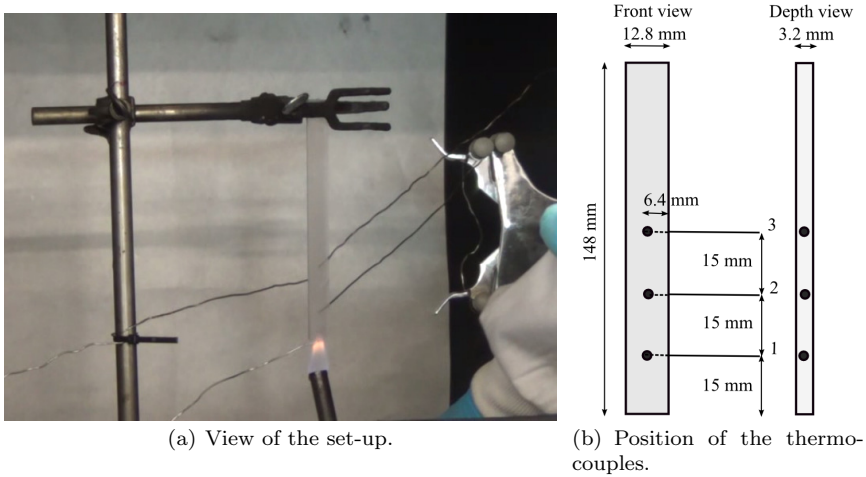 Front view
12.8 mm
Depth view
3.2 mm
148 mm
6.4 mm
3
15 mm
2
15 mm
1
15 mm
(a) View of the set-up.
(b) Position of the thermo-
couples.